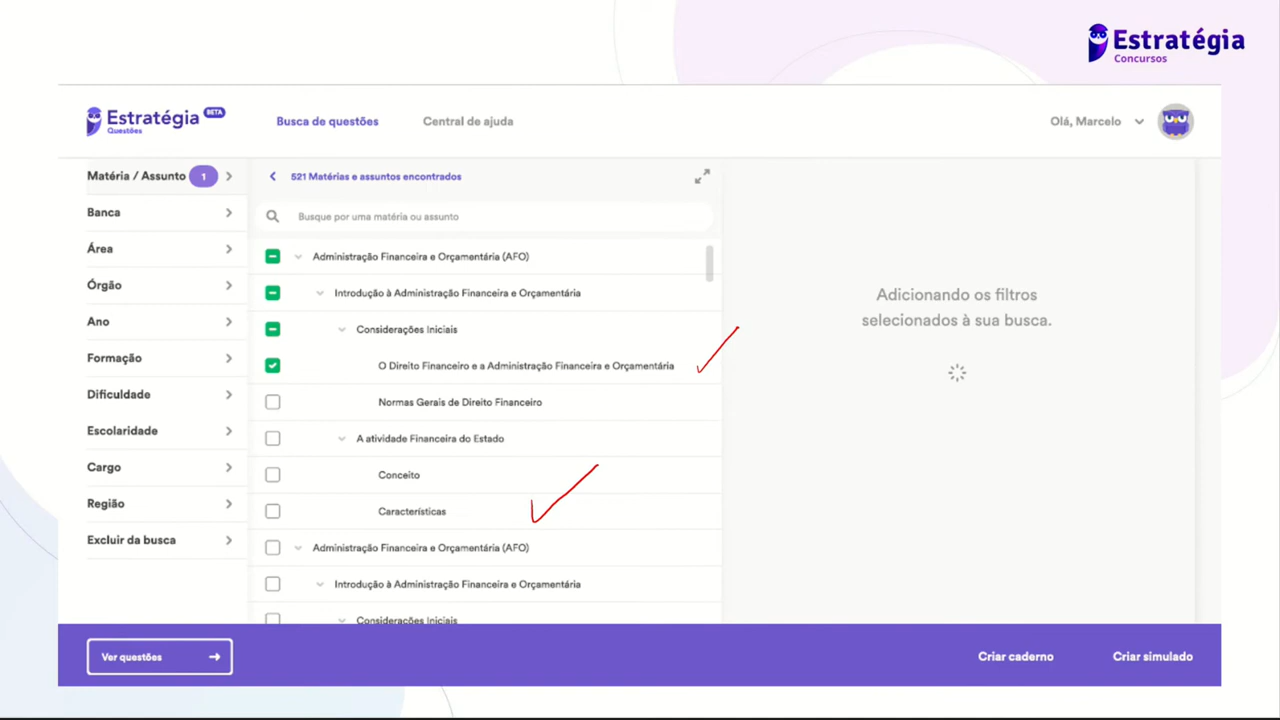 Estratégia
Concursos
Estratégia BETA
Questões
Busca de questões
Central de ajuda
Olá, Marcelo
Matéria / Assunto 1
Banca
Área
Órgão
Ano
Formação
Dificuldade
Escolaridade
Cargo
Região
Excluir da busca
521 Matérias e assuntos encontrados
Busque por uma matéria ou assunto
Administração Financeira e Orçamentária (AFO)
Introdução à Administração Financeira e Orçamentária
Considerações Iniciais
O Direito Financeiro e a Administração Financeira e Orçamentária
Normas Gerais de Direito Financeiro
A atividade Financeira do Estado
Conceito
Características
Administração Financeira e Orçamentária (AFO)
Introdução à Administração Financeira e Orçamentária
Considerações Iniciais
Adicionando os filtros
selecionados à sua busca.
Ver questões
Criar caderno
Criar simulado